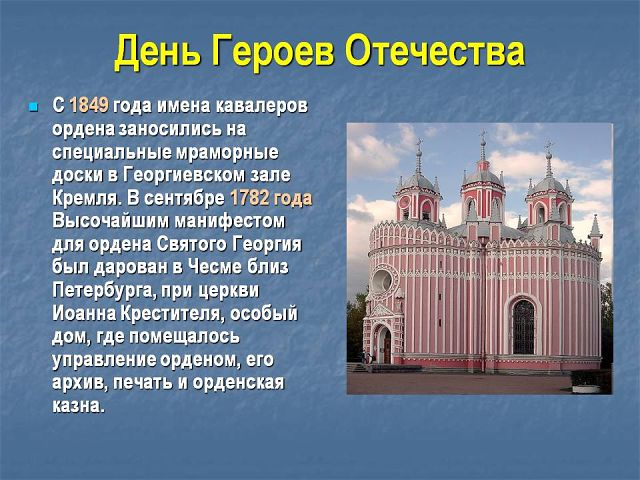 День Героев Отечества
С 1849 года имена кавалеров
ордена заносились на
специальные мраморные
доски в Георгиевском зале
Кремля. В сентябре 1782 года
Высочайшим манифестом
для ордена Святого Георгия
был дарован в Чесме близ
Петербурга, при церкви
Иоанна Крестителя, особый
дом, где помещалось
управление орденом, его
архив, печать и орденская
казна.